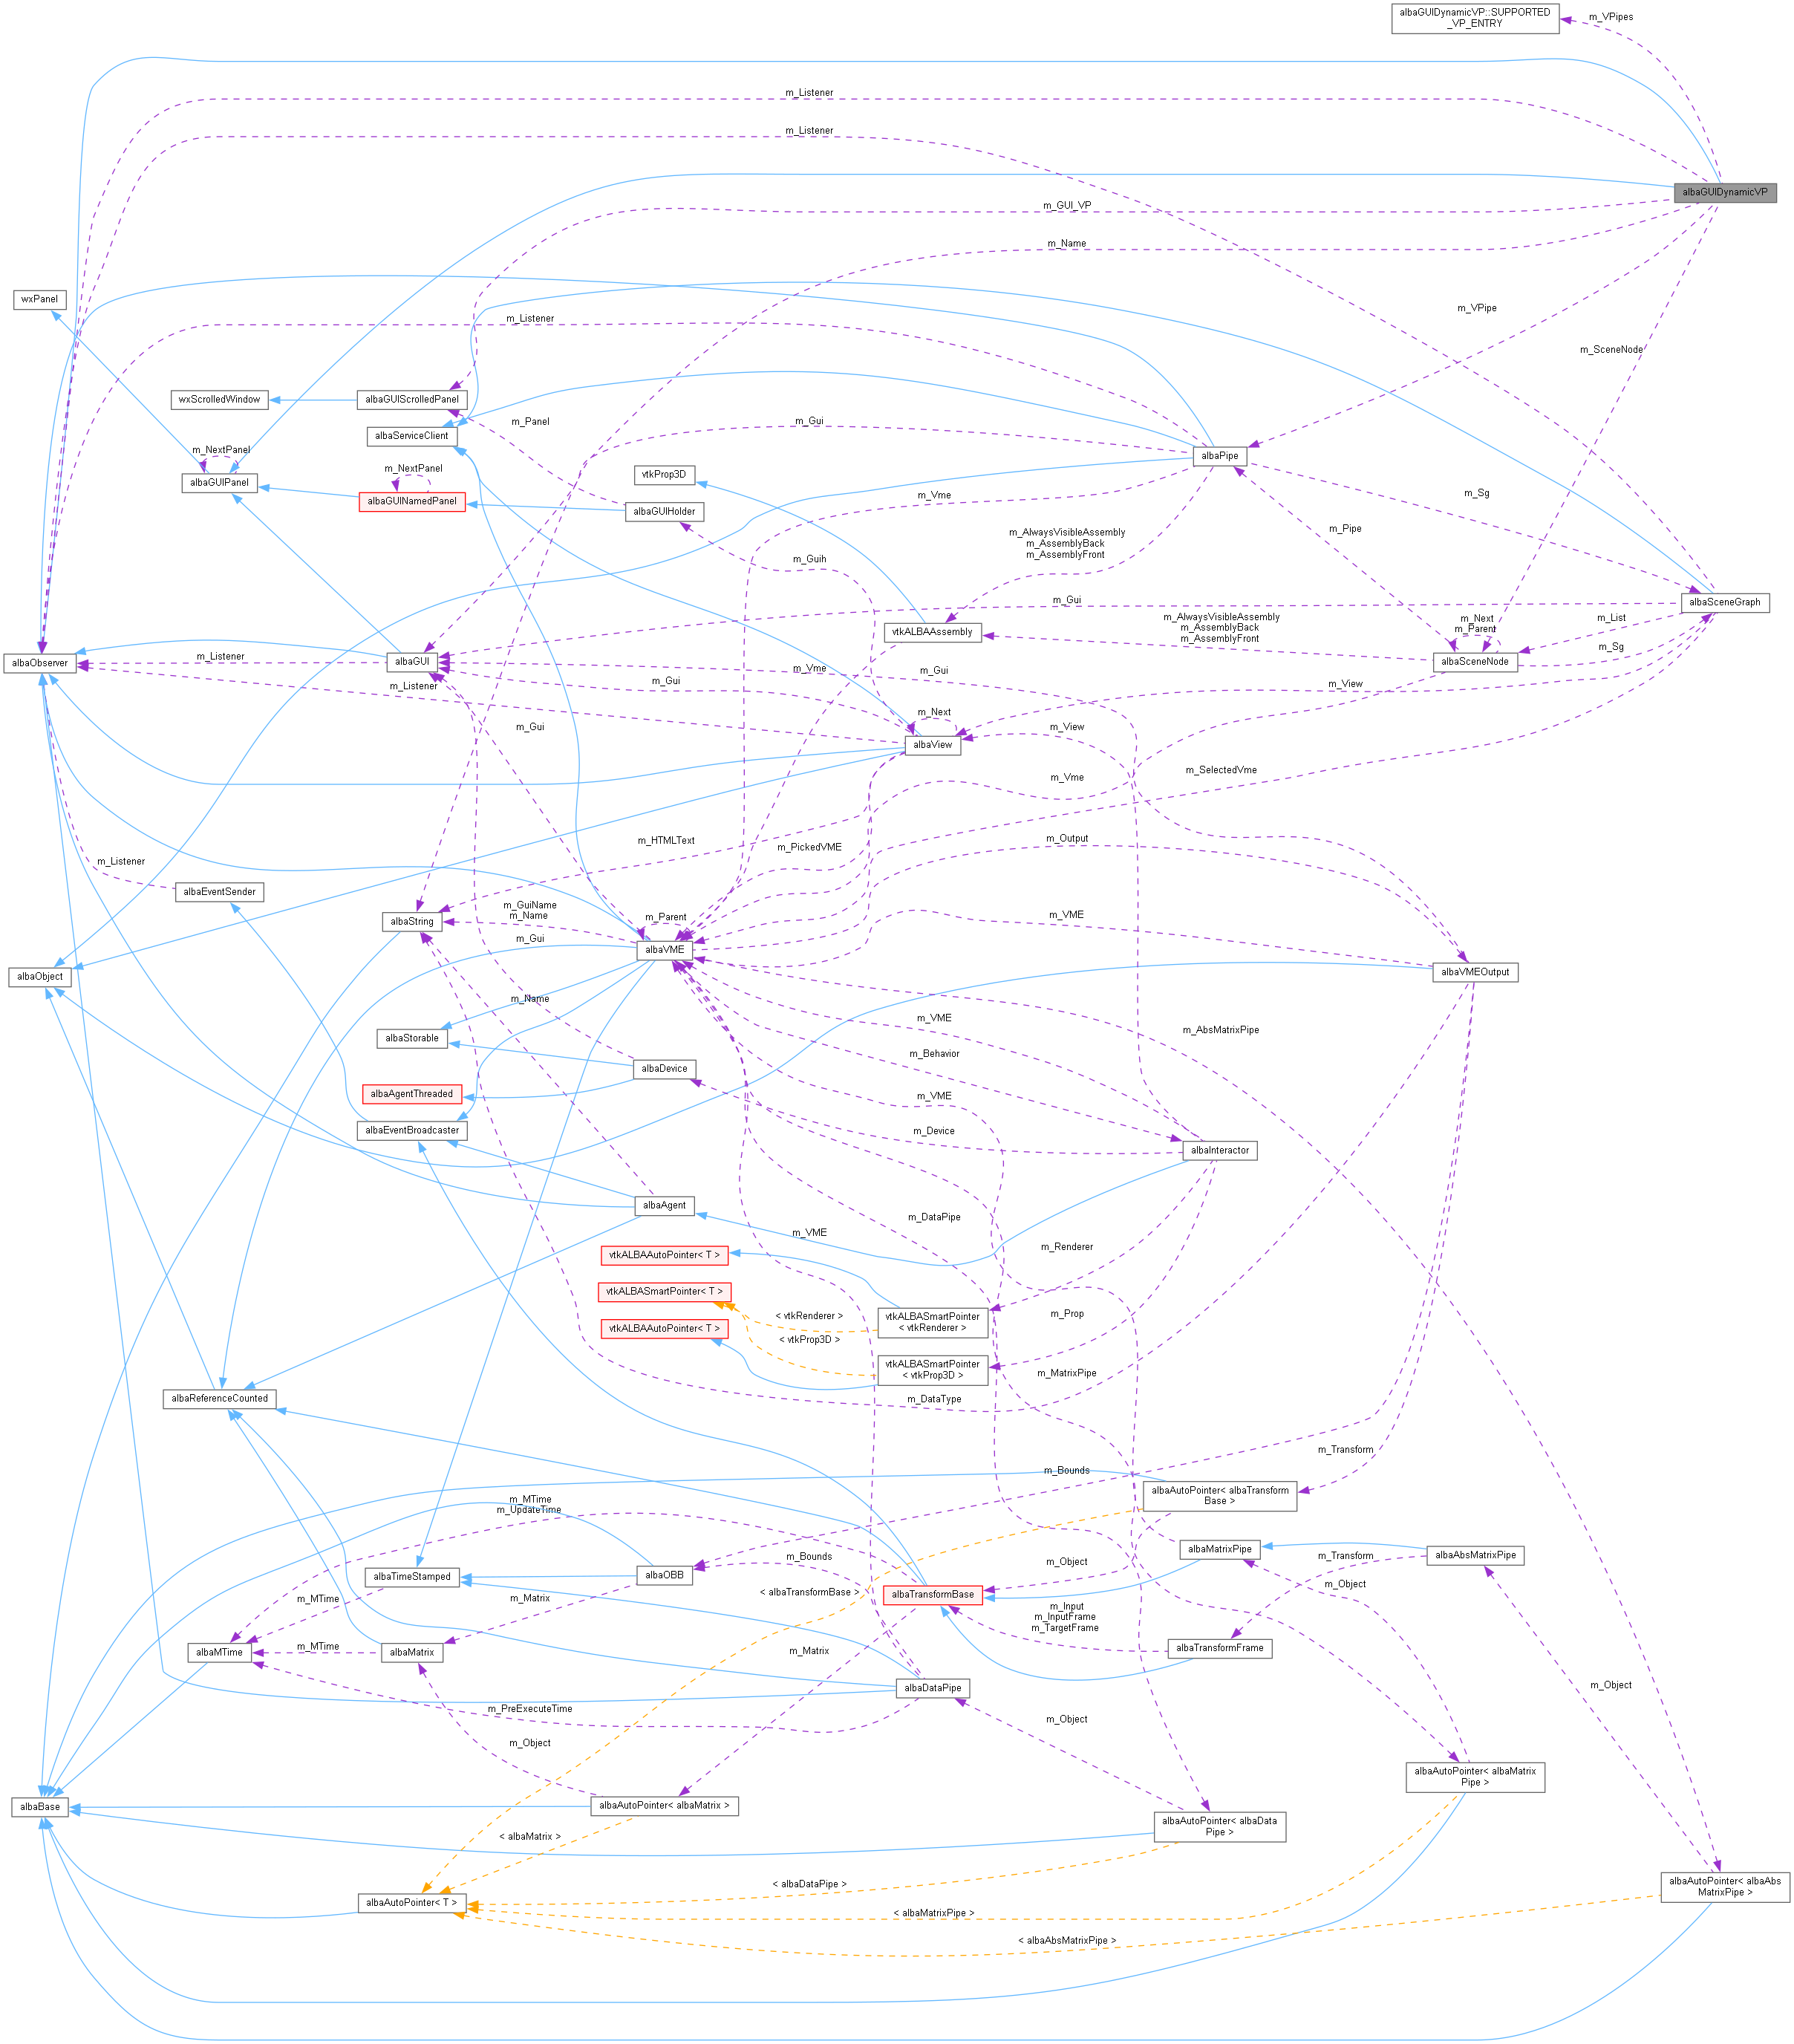 albaGUIDynamicVP::SUPPORTED
_VP_ENTRY
m_VPipes
m_Listener
m_Listener
albaGUIDynamicVP
m_GUI_VP
m_Name
wxPanel
m_VPipe
m_Listener
m_SceneNode
wxScrolledWindow
albaGUIScrolledPanel
m_Panel
m_Gui
albaServiceClient
m_NextPanel
albaGUIPanel
m_NextPanel
albaGUINamedPanel
vtkProp3D
albaPipe
albaGUIHolder
m_Vme
m_Sg
m_AlwaysVisibleAssembly
m_AssemblyBack
m_AssemblyFront
m_Pipe
m_Guih
m_Gui
albaSceneGraph
vtkALBAAssembly
m_AlwaysVisibleAssembly
m_AssemblyBack
m_AssemblyFront
m_Next
m_Parent
m_List
m_Sg
albaObserver
m_Listener
albaGUI
m_Vme
m_Gui
albaSceneNode
m_Listener
m_Gui
m_View
m_Next
albaView
m_Gui
m_View
m_SelectedVme
m_Vme
m_HTMLText
m_PickedVME
m_Output
m_Listener
albaEventSender
m_GuiName
m_Name
albaString
m_Parent
albaVME
m_VME
m_Gui
albaObject
albaVMEOutput
m_Name
albaStorable
m_VME
m_AbsMatrixPipe
m_Behavior
albaDevice
albaAgentThreaded
m_VME
albaEventBroadcaster
m_Device
albaInteractor
albaAgent
m_VME
m_DataPipe
m_Renderer
vtkALBAAutoPointer< T >
vtkALBASmartPointer< T >
< vtkRenderer >
vtkALBASmartPointer
< vtkRenderer >
m_Prop
vtkALBAAutoPointer< T >
< vtkProp3D >
vtkALBASmartPointer
< vtkProp3D >
m_MatrixPipe
albaReferenceCounted
m_DataType
m_Transform
m_Bounds
albaAutoPointer< albaTransform
Base >
m_MTime
m_UpdateTime
albaMatrixPipe
albaAbsMatrixPipe
m_Transform
m_Bounds
m_Object
albaTimeStamped
albaOBB
< albaTransformBase >
albaTransformBase
m_Object
m_MTime
m_Matrix
m_Input
m_InputFrame
m_TargetFrame
albaMTime
m_MTime
albaMatrix
m_Matrix
albaTransformFrame
albaDataPipe
m_Object
m_PreExecuteTime
m_Object
m_Object
albaAutoPointer< albaMatrix
Pipe >
albaBase
albaAutoPointer< albaMatrix >
albaAutoPointer< albaData
Pipe >
< albaMatrix >
< albaDataPipe >
albaAutoPointer< albaAbs
MatrixPipe >
albaAutoPointer< T >
< albaMatrixPipe >
< albaAbsMatrixPipe >